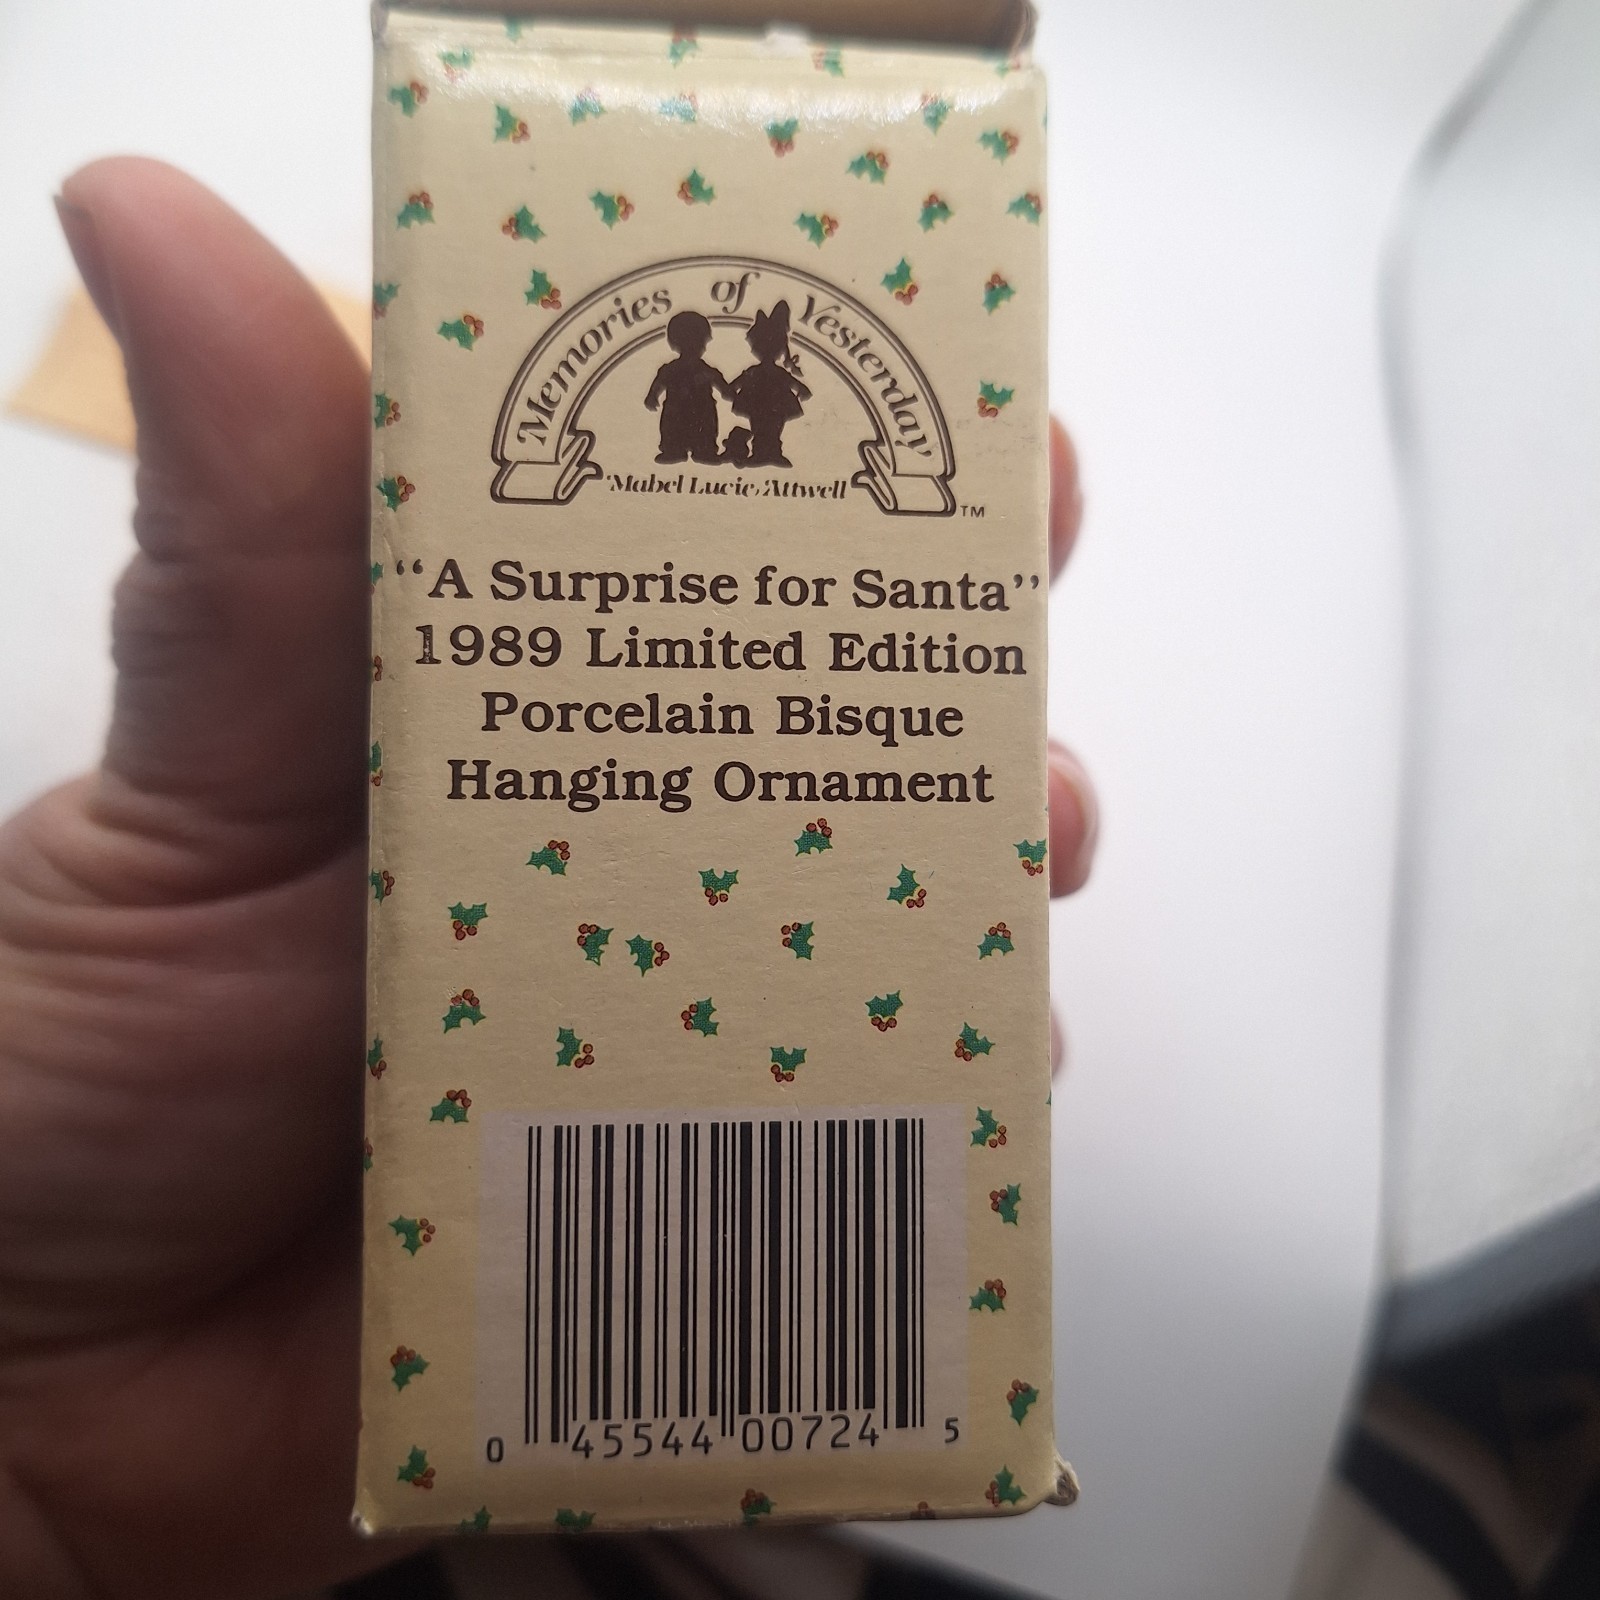 Memories of Yesterday
Mabel Lucie Attwell
TM
“A Surprise for Santa”
1989 Limited Edition
Porcelain Bisque
Hanging Ornament
0 45544 00724 5